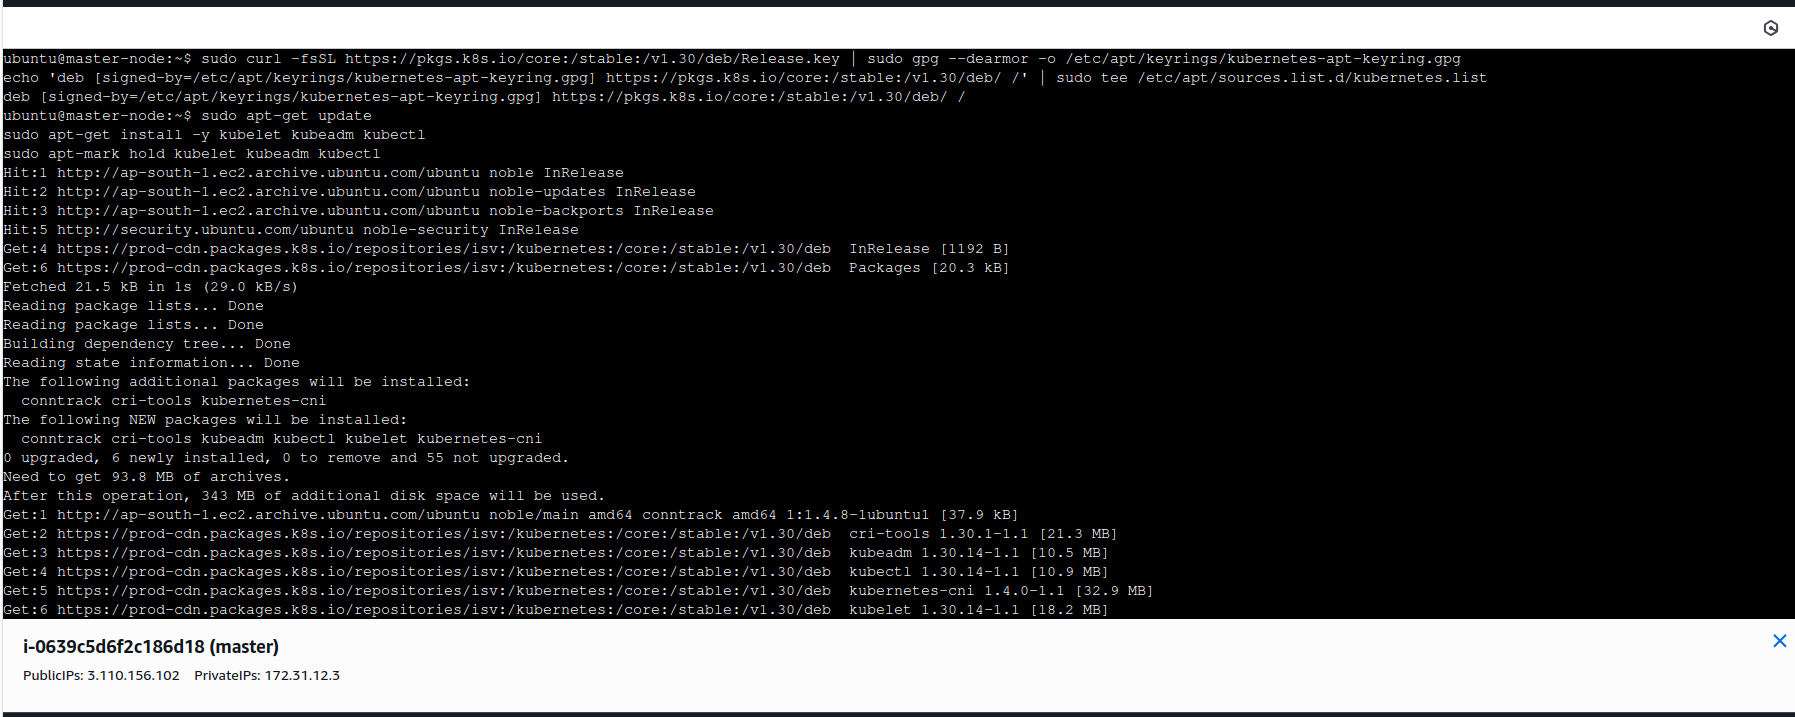 ubuntu@master-node:~$ sudo curl -fsSL https://pkgs.k8s.io/core:/stable:/v1.30/deb/Release.key | sudo gpg --dearmor -o /etc/apt/keyrings/kubernetes-apt-keyring.gpg
echo 'deb [signed-by=/etc/apt/keyrings/kubernetes-apt-keyring.gpg] https://pkgs.k8s.io/core:/stable:/v1.30/deb/ /' | sudo tee /etc/apt/sources.list.d/kubernetes.list
deb [signed-by=/etc/apt/keyrings/kubernetes-apt-keyring.gpg] https://pkgs.k8s.io/core:/stable:/v1.30/deb/ /
ubuntu@master-node:~$ sudo apt-get update
sudo apt-get install -y kubelet kubeadm kubectl
sudo apt-mark hold kubelet kubeadm kubectl
Hit:1 http://ap-south-1.ec2.archive.ubuntu.com/ubuntu noble InRelease
Hit:2 http://ap-south-1.ec2.archive.ubuntu.com/ubuntu noble-updates InRelease
Hit:3 http://ap-south-1.ec2.archive.ubuntu.com/ubuntu noble-backports InRelease
Hit:5 http://security.ubuntu.com/ubuntu noble-security InRelease
Get:4 https://prod-cdn.packages.k8s.io/repositories/isv:/kubernetes:/core:/stable:/v1.30/deb  InRelease [1192 B]
Get:6 https://prod-cdn.packages.k8s.io/repositories/isv:/kubernetes:/core:/stable:/v1.30/deb  Packages [20.3 kB]
Fetched 21.5 kB in 1s (29.0 kB/s)
Reading package lists... Done
Reading package lists... Done
Building dependency tree... Done
Reading state information... Done
The following additional packages will be installed:
  conntrack cri-tools kubernetes-cni
The following NEW packages will be installed:
  conntrack cri-tools kubeadm kubectl kubelet kubernetes-cni
0 upgraded, 6 newly installed, 0 to remove and 55 not upgraded.
Need to get 93.8 MB of archives.
After this operation, 343 MB of additional disk space will be used.
Get:1 http://ap-south-1.ec2.archive.ubuntu.com/ubuntu noble/main amd64 conntrack amd64 1:1.4.8-1ubuntu1 [37.9 kB]
Get:2 https://prod-cdn.packages.k8s.io/repositories/isv:/kubernetes:/core:/stable:/v1.30/deb  cri-tools 1.30.1-1.1 [21.3 MB]
Get:3 https://prod-cdn.packages.k8s.io/repositories/isv:/kubernetes:/core:/stable:/v1.30/deb  kubeadm 1.30.14-1.1 [10.5 MB]
Get:4 https://prod-cdn.packages.k8s.io/repositories/isv:/kubernetes:/core:/stable:/v1.30/deb  kubectl 1.30.14-1.1 [10.9 MB]
Get:5 https://prod-cdn.packages.k8s.io/repositories/isv:/kubernetes:/core:/stable:/v1.30/deb  kubernetes-cni 1.4.0-1.1 [32.9 MB]
Get:6 https://prod-cdn.packages.k8s.io/repositories/isv:/kubernetes:/core:/stable:/v1.30/deb  kubelet 1.30.14-1.1 [18.2 MB]
i-0639c5d6f2c186d18 (master)
PublicIPs: 3.110.156.102    PrivateIPs: 172.31.12.3